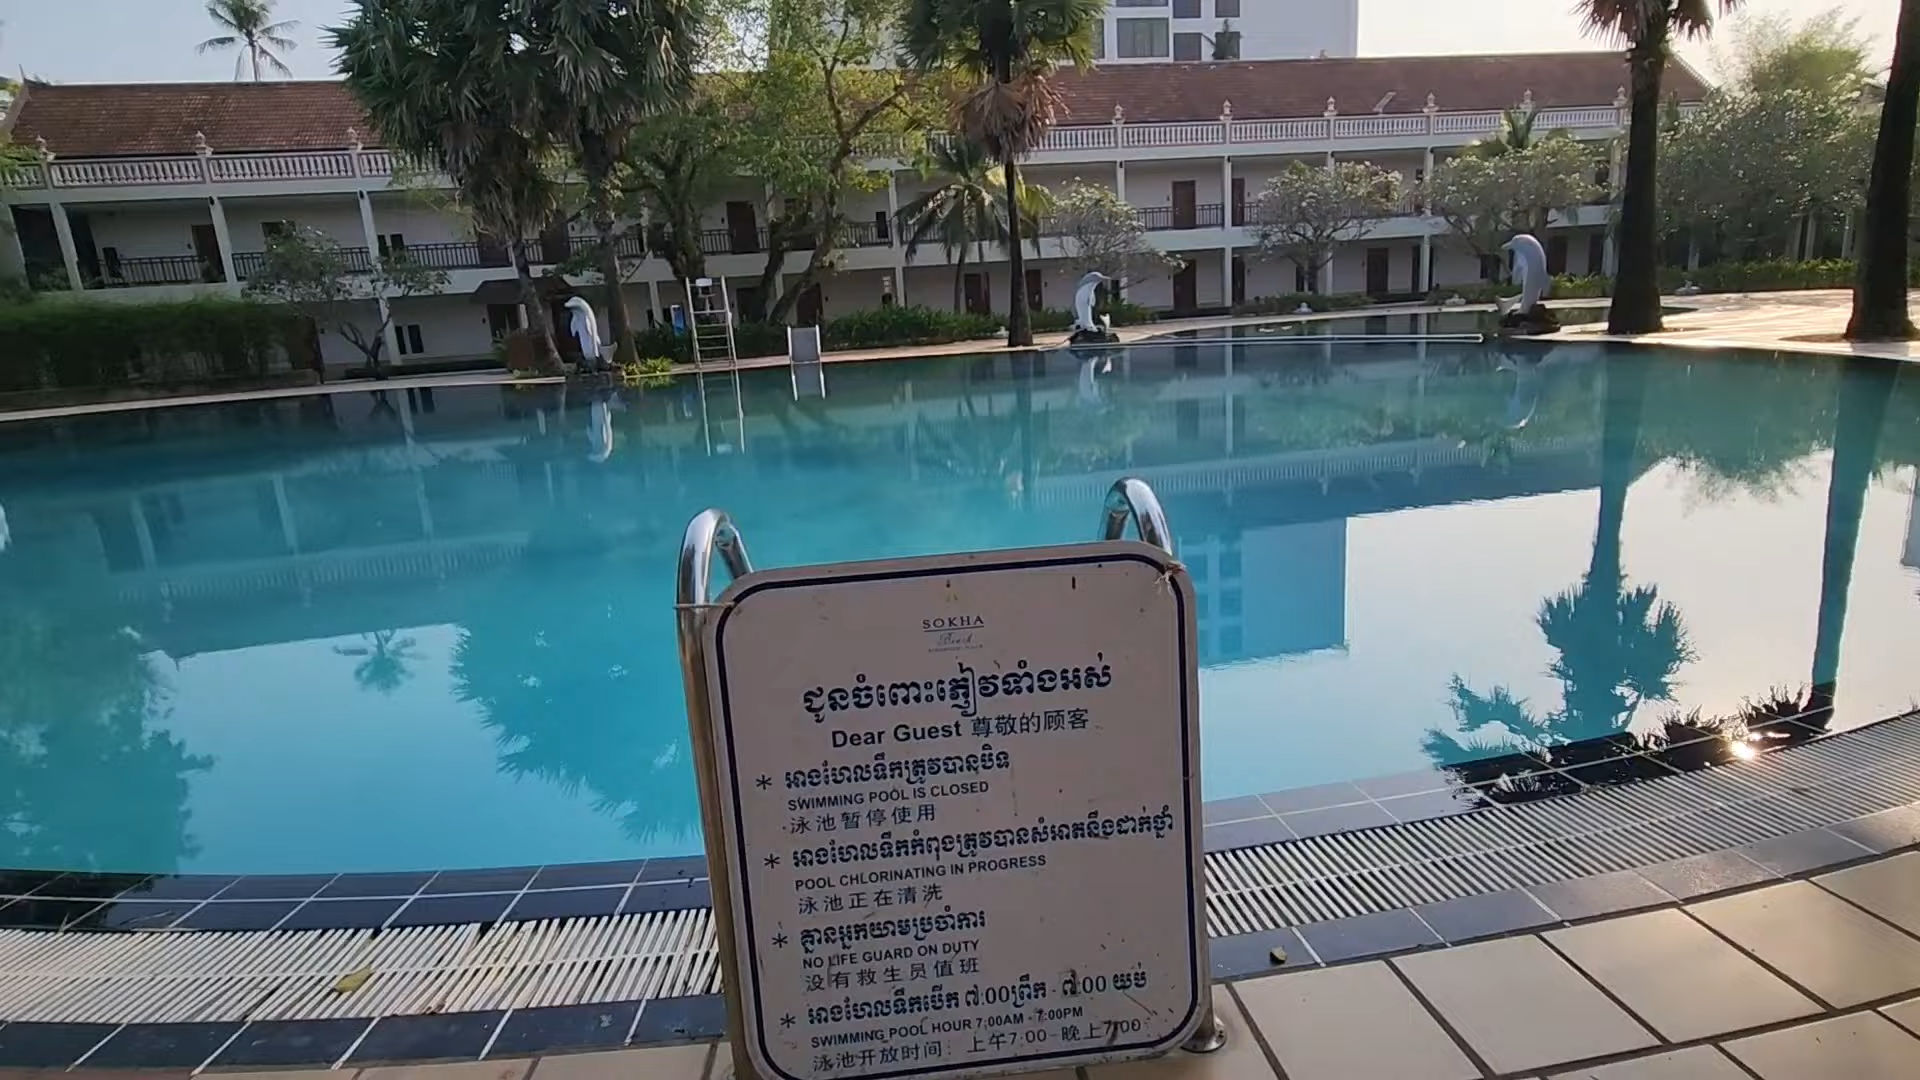 SOKHA
ជូនចំពោះភ្ញៀវទាំងអស់
Dear Guest 尊敬的顾客
* អាងហែលទឹកត្រូវបានបិទ
SWIMMING POOL IS CLOSED
泳池暂停使用
* អាងហែលទឹកកំពុងត្រូវបានសំអាតនឹងដាក់ថ្នាំ
POOL CHLORINATING IN PROGRESS
泳池正在清洗
* គ្មានអ្នកយាមប្រចាំការ
NO LIFE GUARD ON DUTY
没有救生员值班
* អាងហែលទឹកបើក ៧:00ព្រឹក - ៧:00 យប់
SWIMMING POOL HOUR 7:00AM - 7:00PM
泳池开放时间: 上午7:00 - 晚上7:00